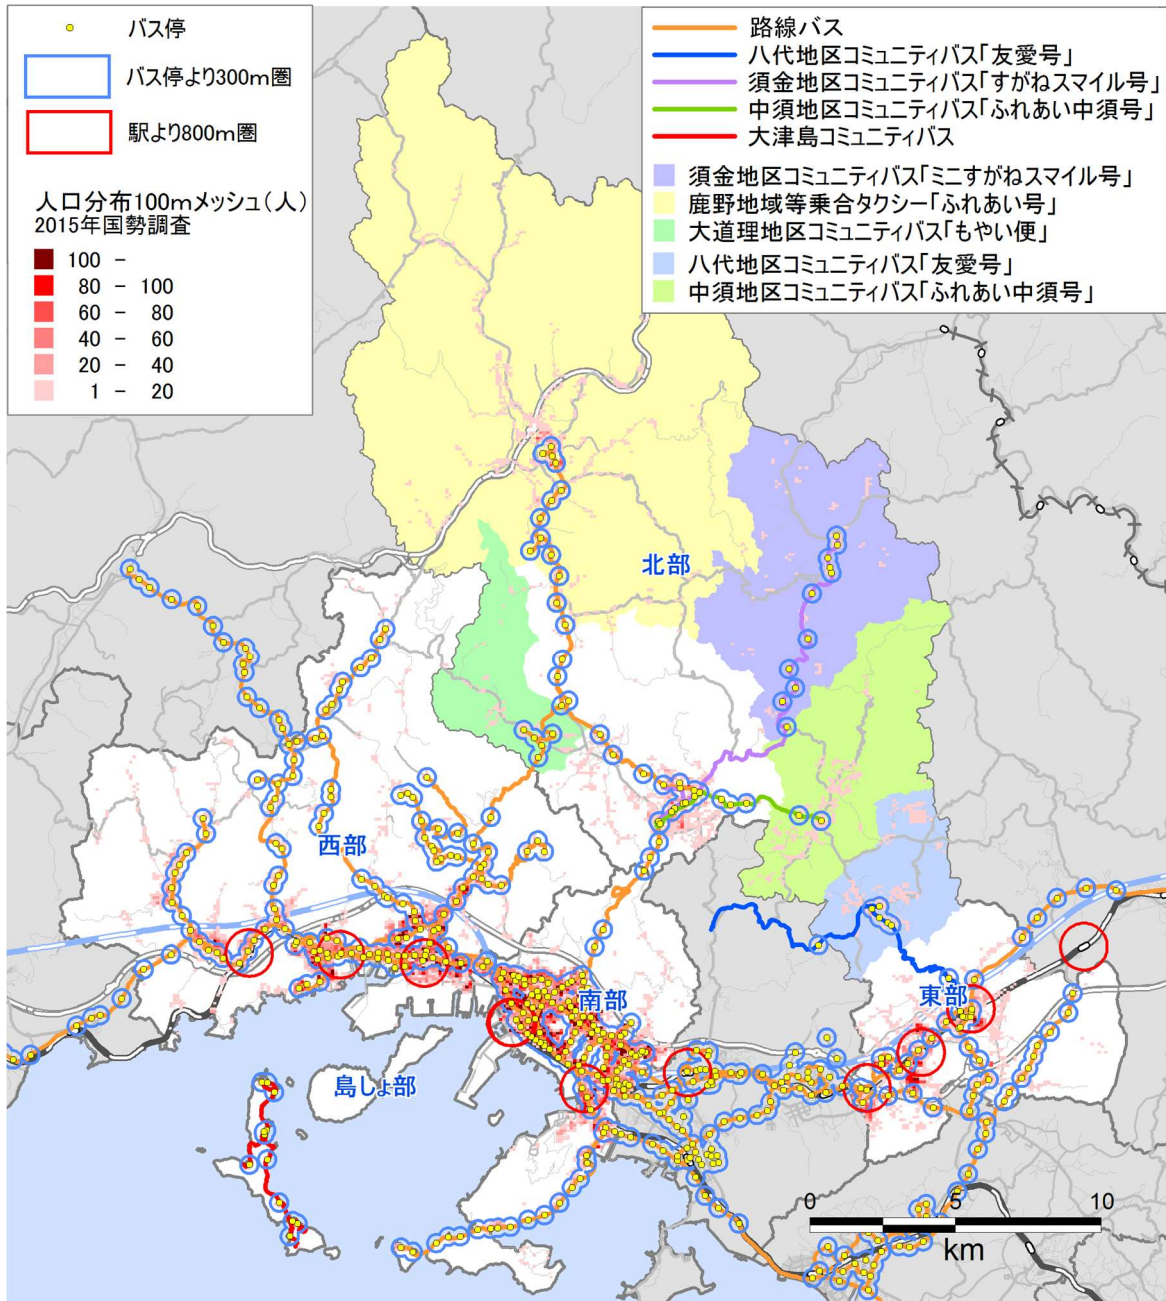 バス停
バス停より300m圏
駅より800m圏
人口分布100mメッシュ(人)
2015年国勢調査
100 -
80 - 100
60 - 80
40 - 60
20 - 40
1 - 20
路線バス
八代地区コミュニティバス「友愛号」
須金地区コミュニティバス「すがねスマイル号」
中須地区コミュニティバス「ふれあい中須号」
大津島コミュニティバス
須金地区コミュニティバス「ミニすがねスマイル号」
鹿野地域等乗合タクシー「ふれあい号」
大道理地区コミュニティバス「もやい便」
八代地区コミュニティバス「友愛号」
中須地区コミュニティバス「ふれあい中須号」
北部
西部
南部
東部
島しょ部
0 5 10
km